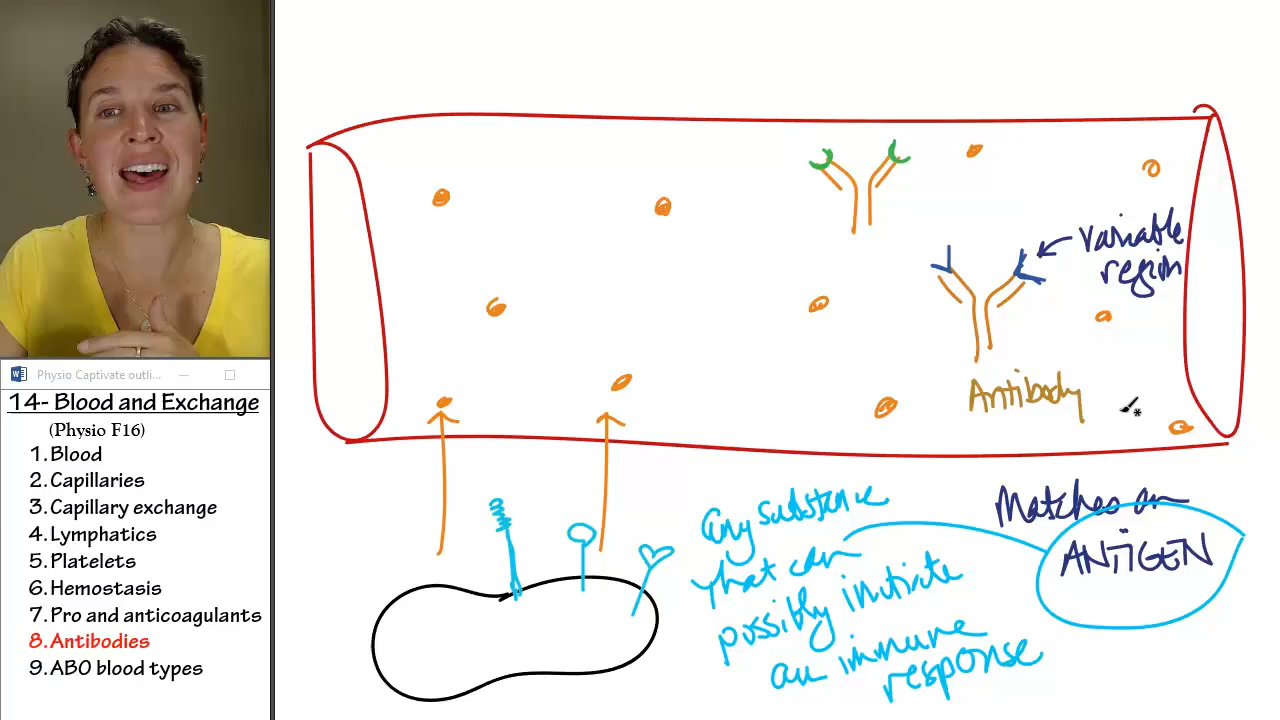 Physio Captivate outli...
14- Blood and Exchange
(Physio F16)
1. Blood
2. Capillaries
3. Capillary exchange
4. Lymphatics
5. Platelets
6. Hemostasis
7. Pro and anticoagulants
8. Antibodies
9. ABO blood types
variable
region
Antibody
Matches an
ANTIGEN
any substance
that can
possibly initiate
an immune
response